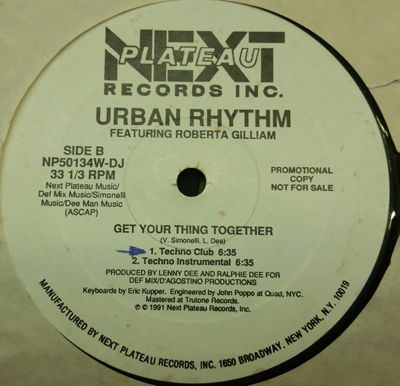 NEXT
PLATEAU
RECORDS INC.
URBAN RHYTHM
FEATURING ROBERTA GILLIAM
SIDE B
NP50134W-DJ
33 1/3 RPM
Next Plateau Music/
Def Mix Music/Simonelli
Music/Dee Man Music/
(ASCAP)
PROMOTIONAL
COPY
NOT FOR SALE
GET YOUR THING TOGETHER
(V. Simonelli, L. Dea)
1. Techno Club 6:35
2. Techno Instrumental 6:35
PRODUCED BY LENNY DEE AND RALPHIE DEE FOR
DEF MIX/D'AGOSTINO PRODUCTIONS
Keyboards by Eric Kupper. Engineered by John Poppo at Quad, NYC.
Mastered at Trutone Records.
℗ © 1991 Next Plateau Records, Inc.
MANUFACTURED BY NEXT PLATEAU RECORDS, INC. 1650 BROADWAY, NEW YORK, N.Y. 10019